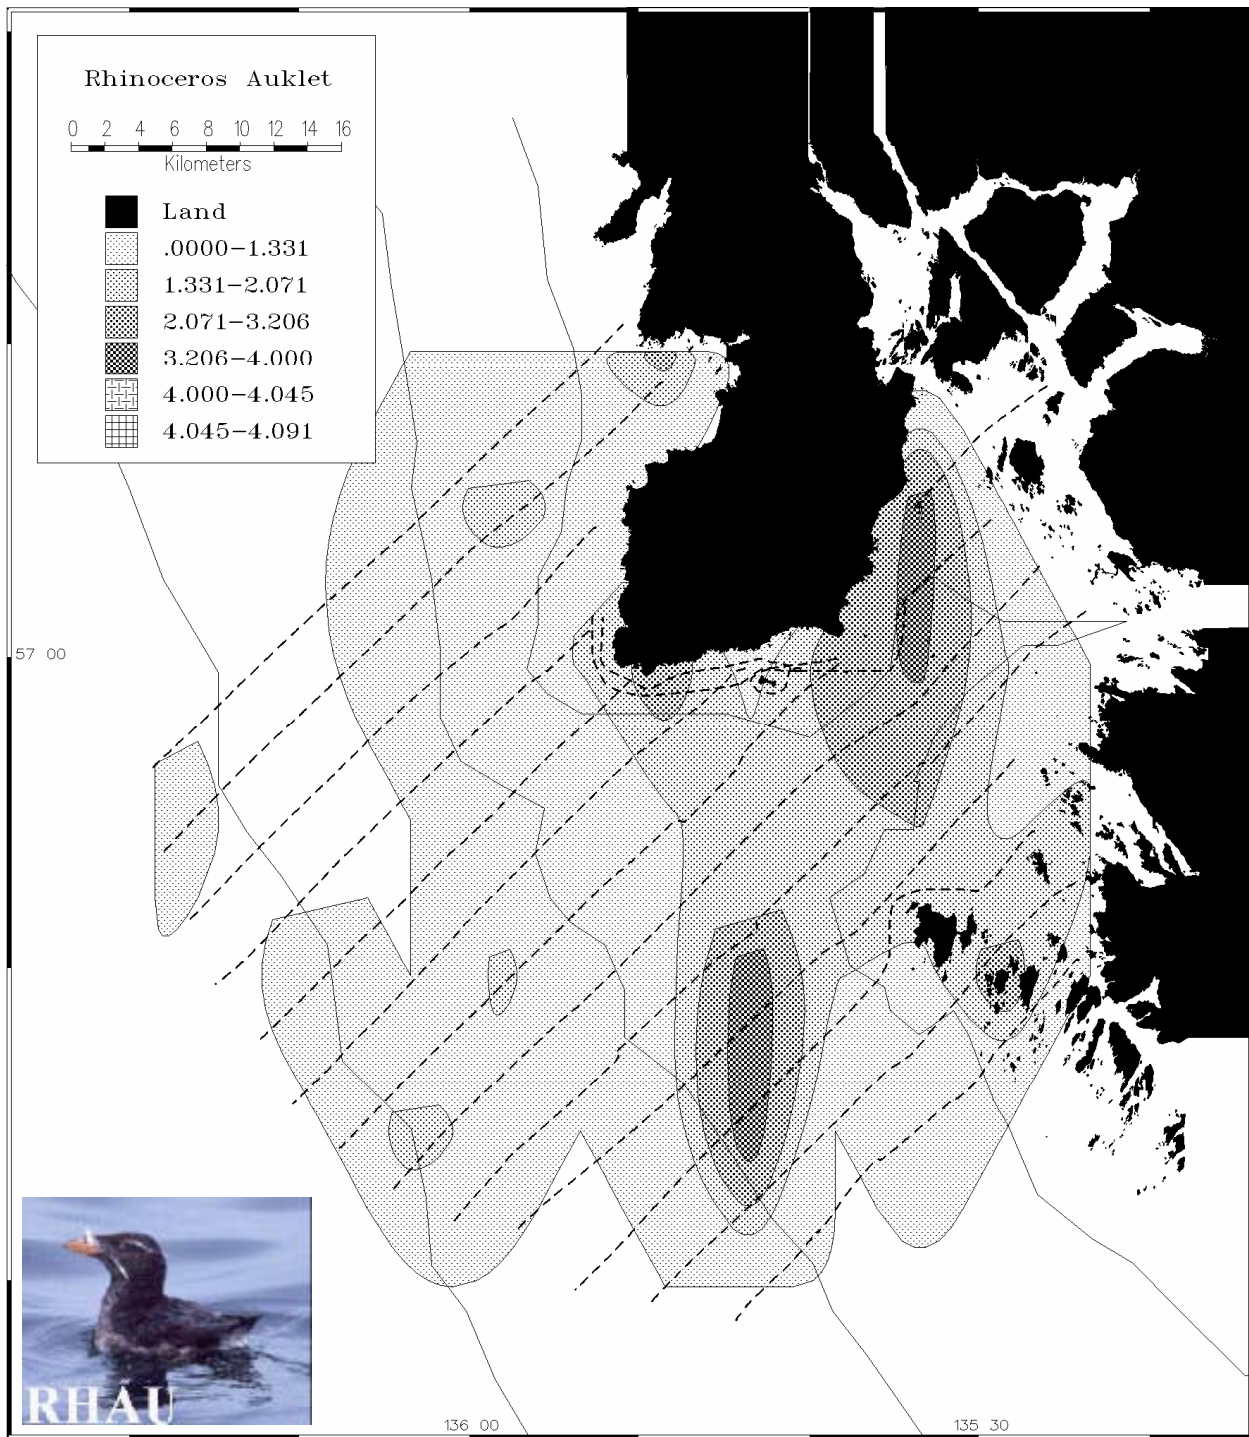 Rhinoceros Auklet
0 2 4 6 8 10 12 14 16
Kilometers
Land
.0000-1.331
1.331-2.071
2.071-3.206
3.206-4.000
4.000-4.045
4.045-4.091
57 00
RHAU
136 00
135 30